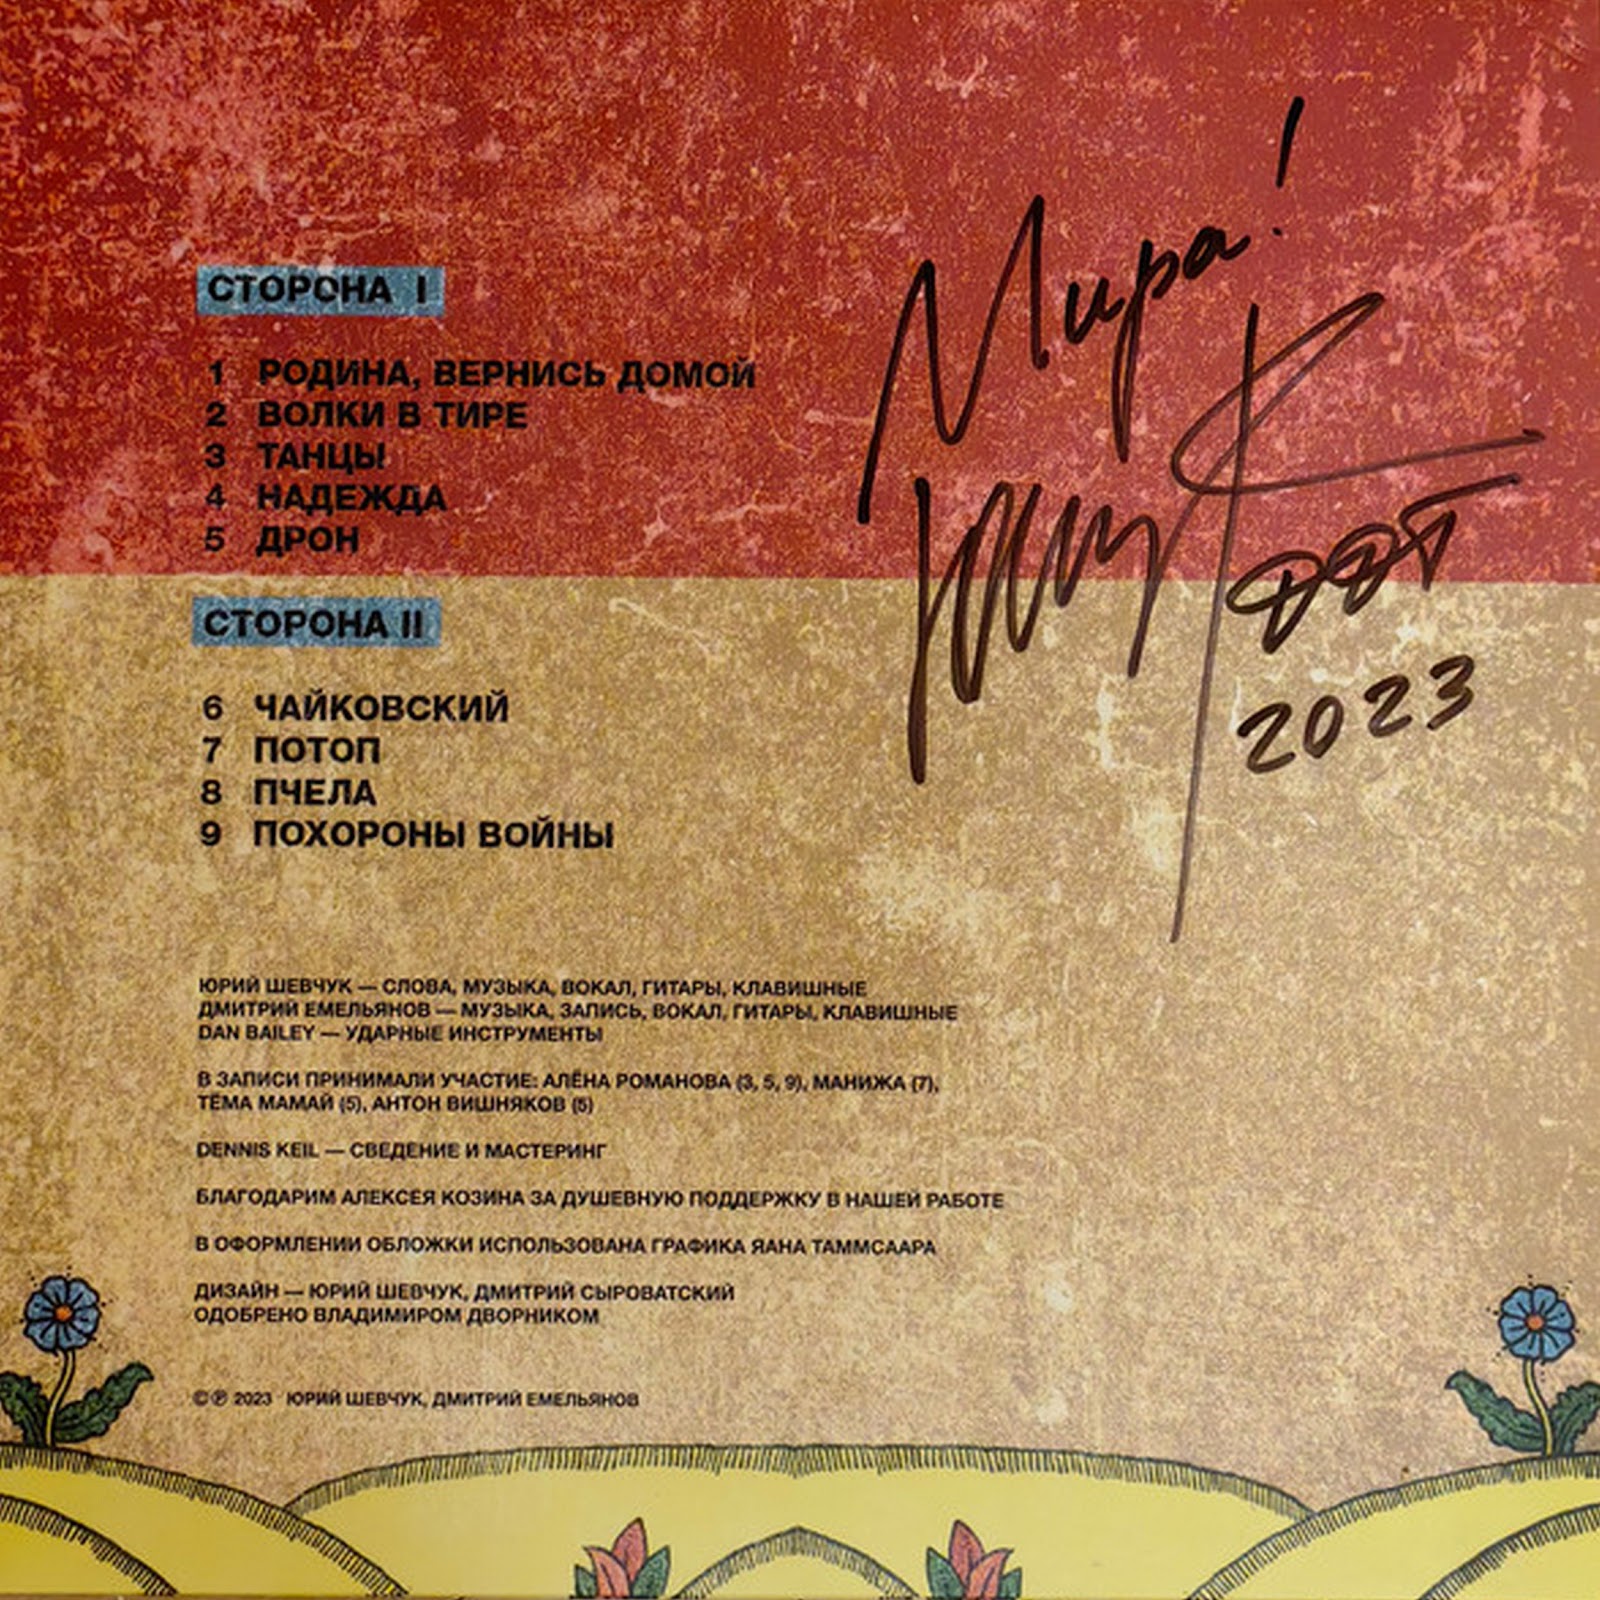 Мира!
ДДТ
2023
СТОРОНА I
1 РОДИНА, ВЕРНИСЬ ДОМОЙ
2 ВОЛКИ В ТИРЕ
3 ТАНЦЫ
4 НАДЕЖДА
5 ДРОН
СТОРОНА II
6 ЧАЙКОВСКИЙ
7 ПОТОП
8 ПЧЕЛА
9 ПОХОРОНЫ ВОЙНЫ
ЮРИЙ ШЕВЧУК — СЛОВА, МУЗЫКА, ВОКАЛ, ГИТАРЫ, КЛАВИШНЫЕ
ДМИТРИЙ ЕМЕЛЬЯНОВ — МУЗЫКА, ЗАПИСЬ, ВОКАЛ, ГИТАРЫ, КЛАВИШНЫЕ
DAN BAILEY — УДАРНЫЕ ИНСТРУМЕНТЫ
В ЗАПИСИ ПРИНИМАЛИ УЧАСТИЕ: АЛЁНА РОМАНОВА (3, 5, 9), МАНИЖА (7),
ТЁМА МАМАЙ (5), АНТОН ВИШНЯКОВ (5)
DENNIS KEIL — СВЕДЕНИЕ И МАСТЕРИНГ
БЛАГОДАРИМ АЛЕКСЕЯ КОЗИНА ЗА ДУШЕВНУЮ ПОДДЕРЖКУ В НАШЕЙ РАБОТЕ
В ОФОРМЛЕНИИ ОБЛОЖКИ ИСПОЛЬЗОВАНА ГРАФИКА ЯАНА ТАММСААРА
ДИЗАЙН — ЮРИЙ ШЕВЧУК, ДМИТРИЙ СЫРОВАТСКИЙ
ОДОБРЕНО ВЛАДИМИРОМ ДВОРНИКОМ
©℗ 2023 ЮРИЙ ШЕВЧУК, ДМИТРИЙ ЕМЕЛЬЯНОВ